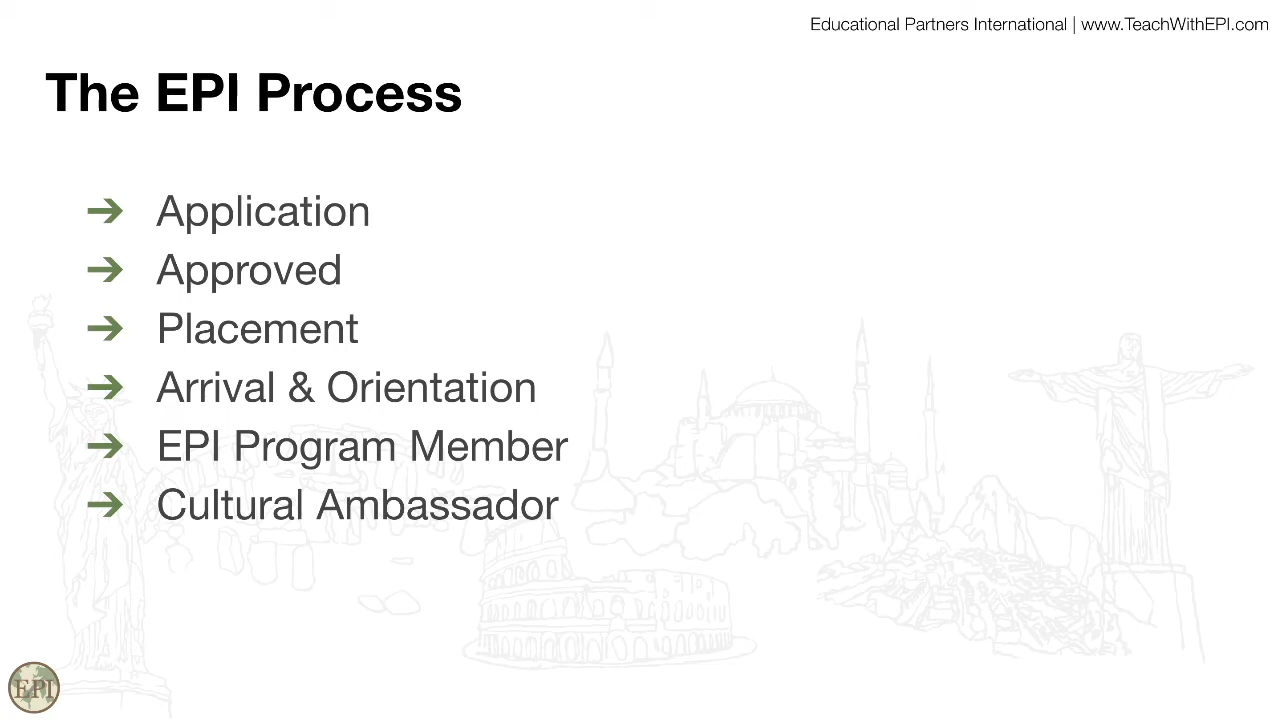 Educational Partners International | www.TeachWithEPI.com
The EPI Process
➔ Application
➔ Approved
➔ Placement
➔ Arrival & Orientation
➔ EPI Program Member
➔ Cultural Ambassador
EPI